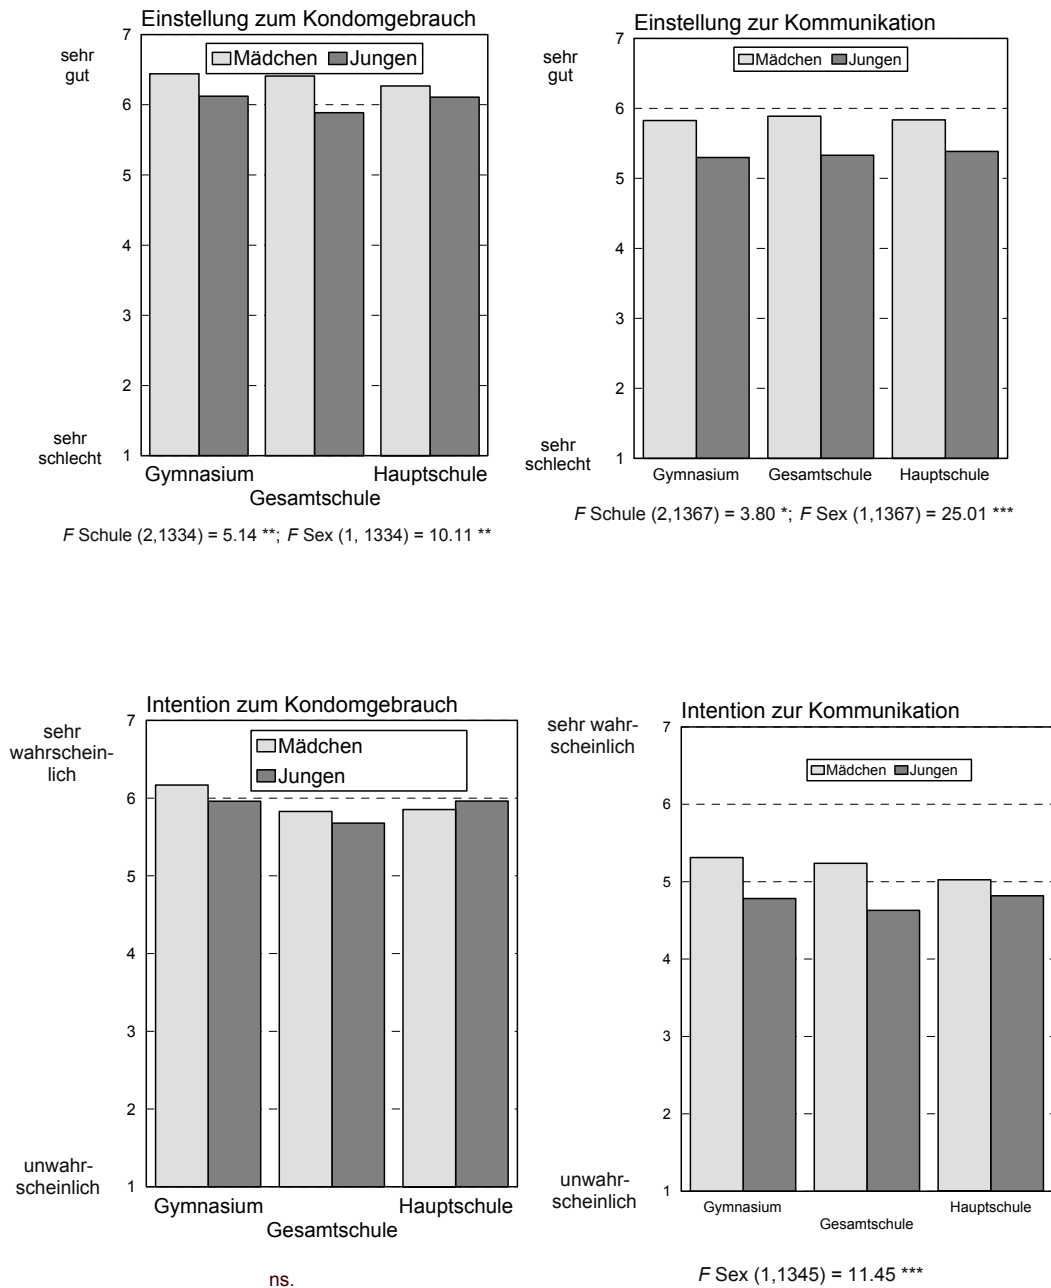 Einstellung zum Kondomgebrauch
sehr
gut
7
6
5
4
3
2
1
Mädchen Jungen
sehr
schlecht
Gymnasium Hauptschule
Gesamtschule
F Schule (2,1334) = 5.14 **; F Sex (1, 1334) = 10.11 **
Einstellung zur Kommunikation
sehr
gut
7
6
5
4
3
2
1
Mädchen Jungen
sehr
schlecht
Gymnasium Gesamtschule Hauptschule
F Schule (2,1367) = 3.80 *; F Sex (1,1367) = 25.01 ***
Intention zum Kondomgebrauch
sehr
wahrschein-
lich
7
6
5
4
3
2
1
Mädchen
Jungen
unwahr-
scheinlich
Gymnasium Hauptschule
Gesamtschule
ns.
Intention zur Kommunikation
sehr wahr-
scheinlich
7
6
5
4
3
2
1
Mädchen Jungen
unwahr-
scheinlich
Gymnasium Hauptschule
Gesamtschule
F Sex (1,1345) = 11.45 ***